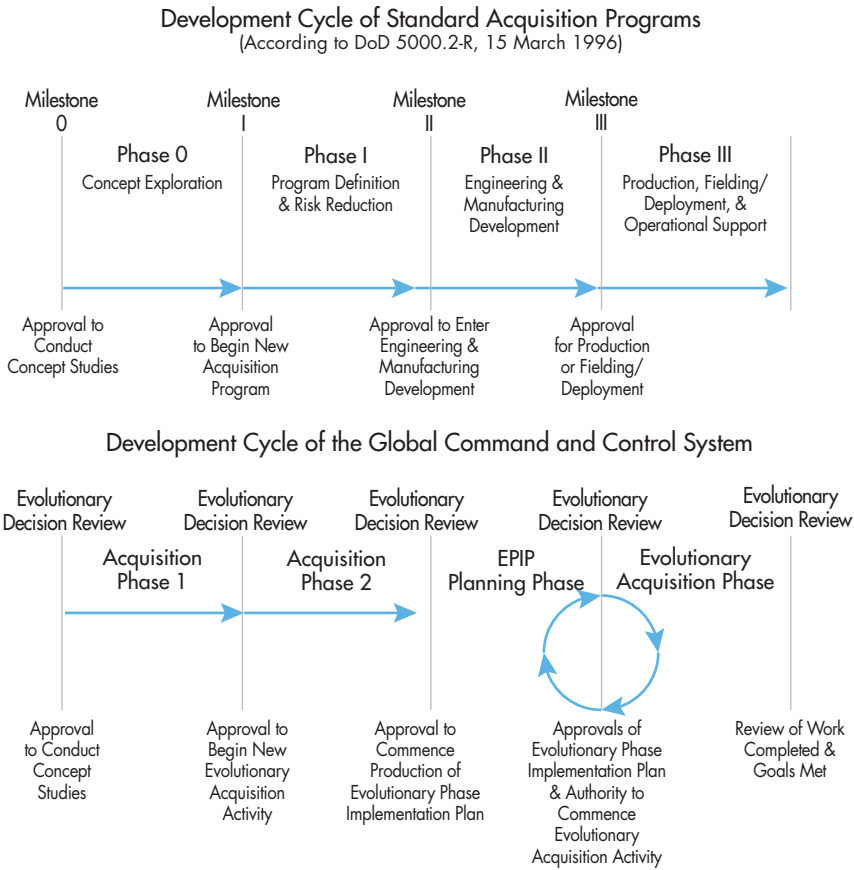 Development Cycle of Standard Acquisition Programs
(According to DoD 5000.2-R, 15 March 1996)
Milestone
0
Milestone
I
Milestone
II
Milestone
III
Phase 0
Concept Exploration
Phase I
Program Definition
& Risk Reduction
Phase II
Engineering &
Manufacturing
Development
Phase III
Production, Fielding/
Deployment, &
Operational Support
Approval to
Conduct
Concept Studies
Approval
to Begin New
Acquisition
Program
Approval to Enter
Engineering &
Manufacturing
Development
Approval
for Production
or Fielding/
Deployment
Development Cycle of the Global Command and Control System
Evolutionary
Decision Review
Evolutionary
Decision Review
Evolutionary
Decision Review
Evolutionary
Decision Review
Evolutionary
Decision Review
Acquisition
Phase 1
Acquisition
Phase 2
EPIP
Planning Phase
Evolutionary
Acquisition Phase
Approval
to Conduct
Concept
Studies
Approval to
Begin New
Evolutionary
Acquisition
Activity
Approval to
Commence
Production of
Evolutionary Phase
Implementation Plan
Approvals of
Evolutionary Phase
Implementation Plan
& Authority to
Commence
Evolutionary
Acquisition Activity
Review of Work
Completed &
Goals Met